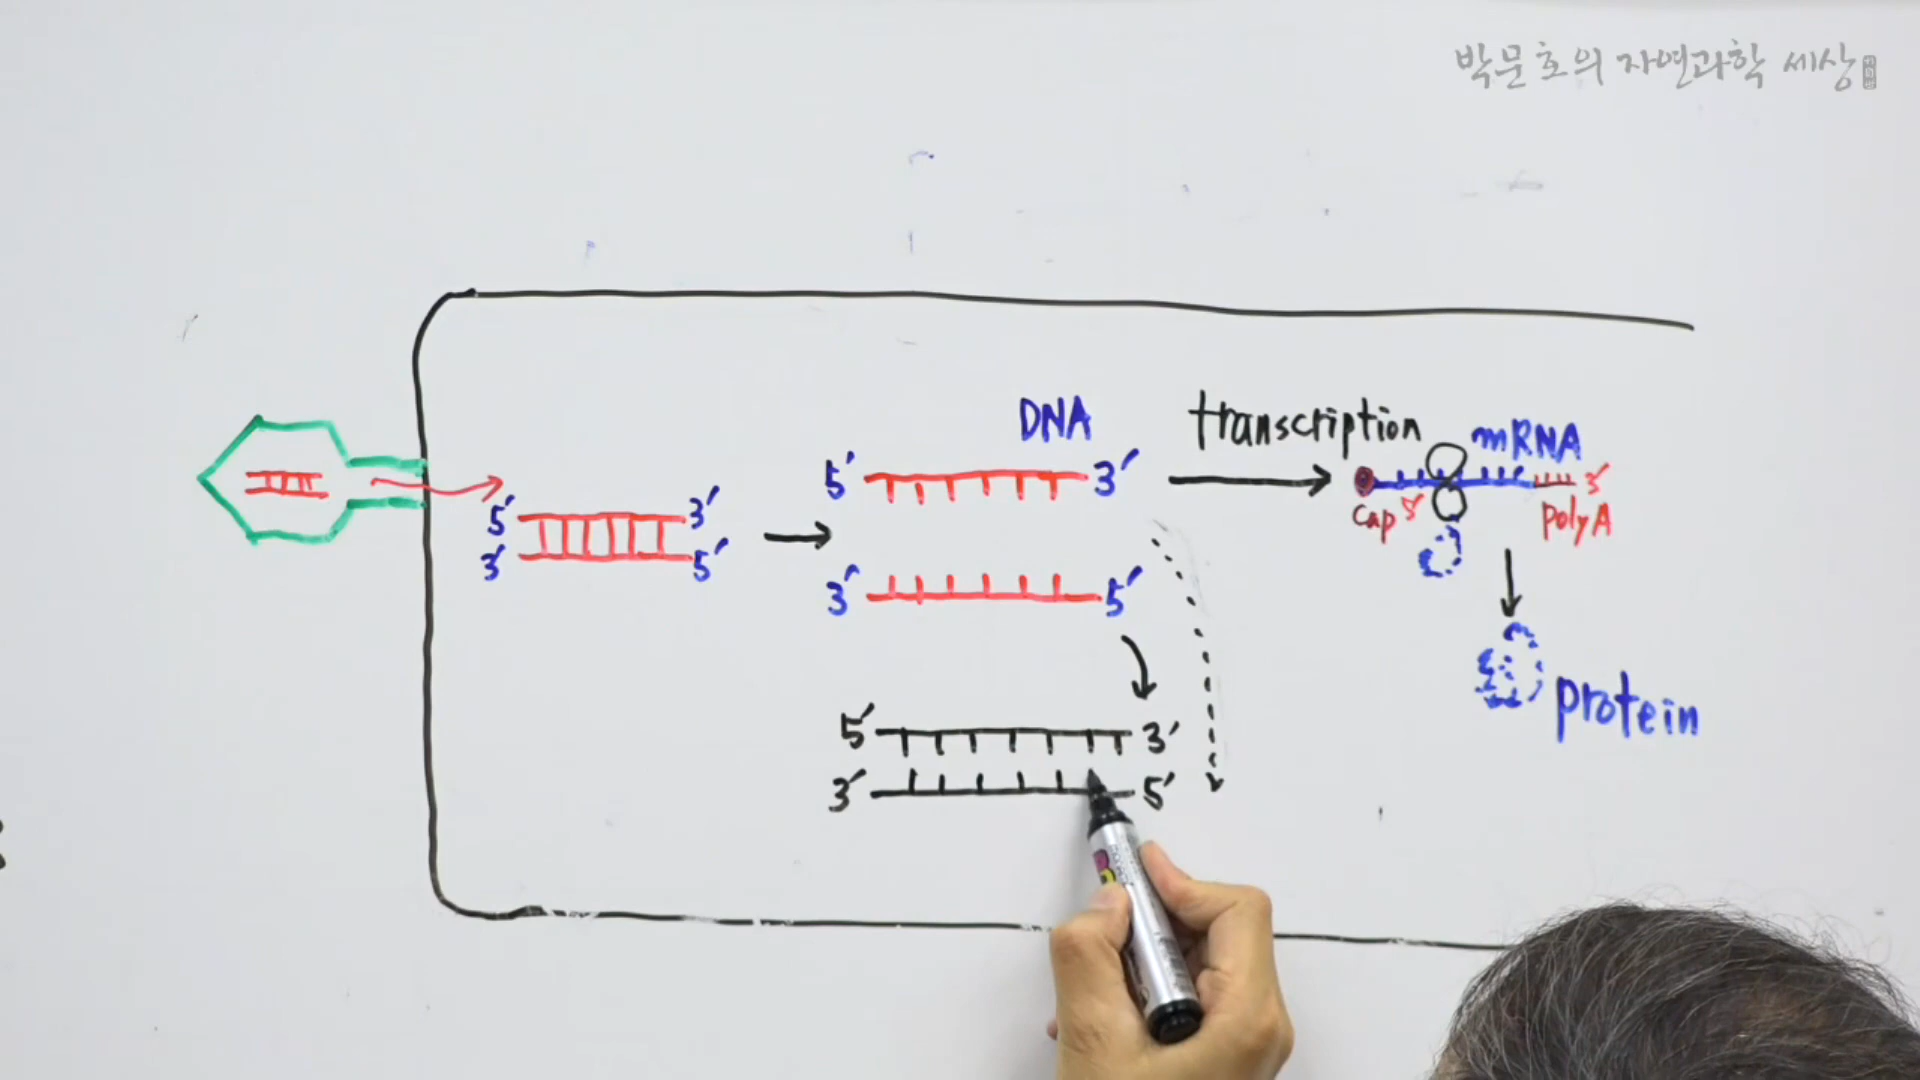 박문호의 자연과학 세상
DNA
transcription
mRNA
5′ 3′
5′ 3′
3′ 5′
3′ 5′
Cap 5′ 3′
poly A
protein
5′ 3′
3′ 5′